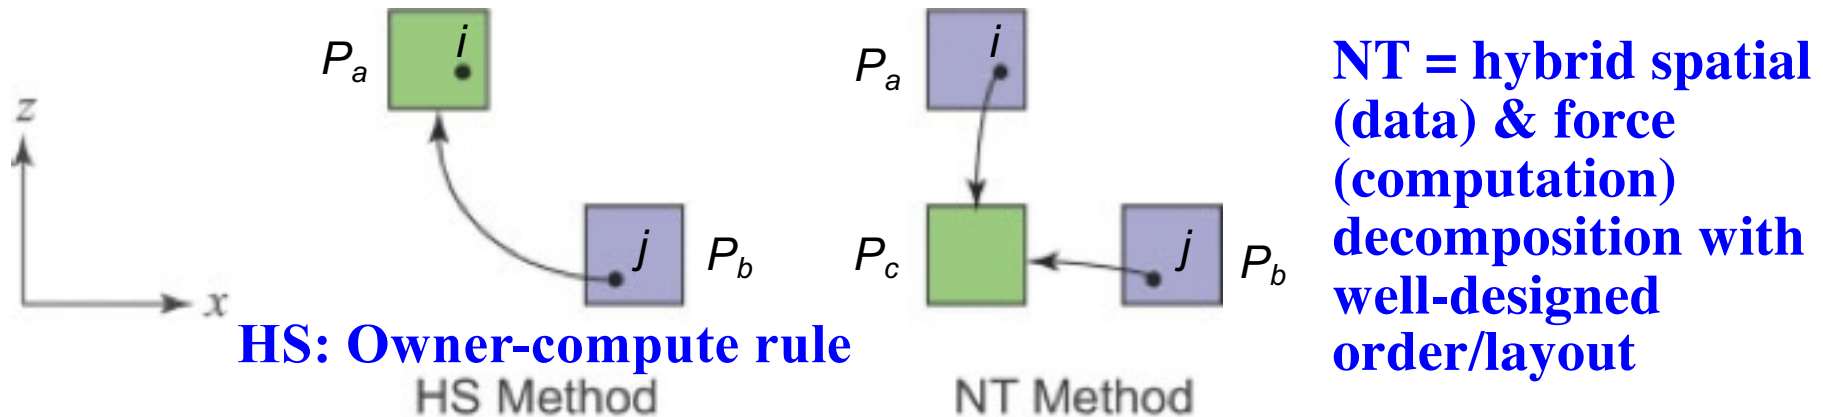 z
x
P_a
i
j
P_b
HS: Owner-compute rule
HS Method
P_a
i
P_c
j
P_b
NT Method
NT = hybrid spatial
(data) & force
(computation)
decomposition with
well-designed
order/layout